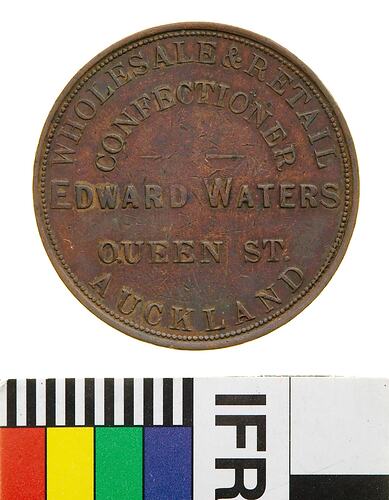 WHOLESALE & RETAIL
CONFECTIONER
EDWARD WATERS
QUEEN ST.
AUCKLAND
IFR